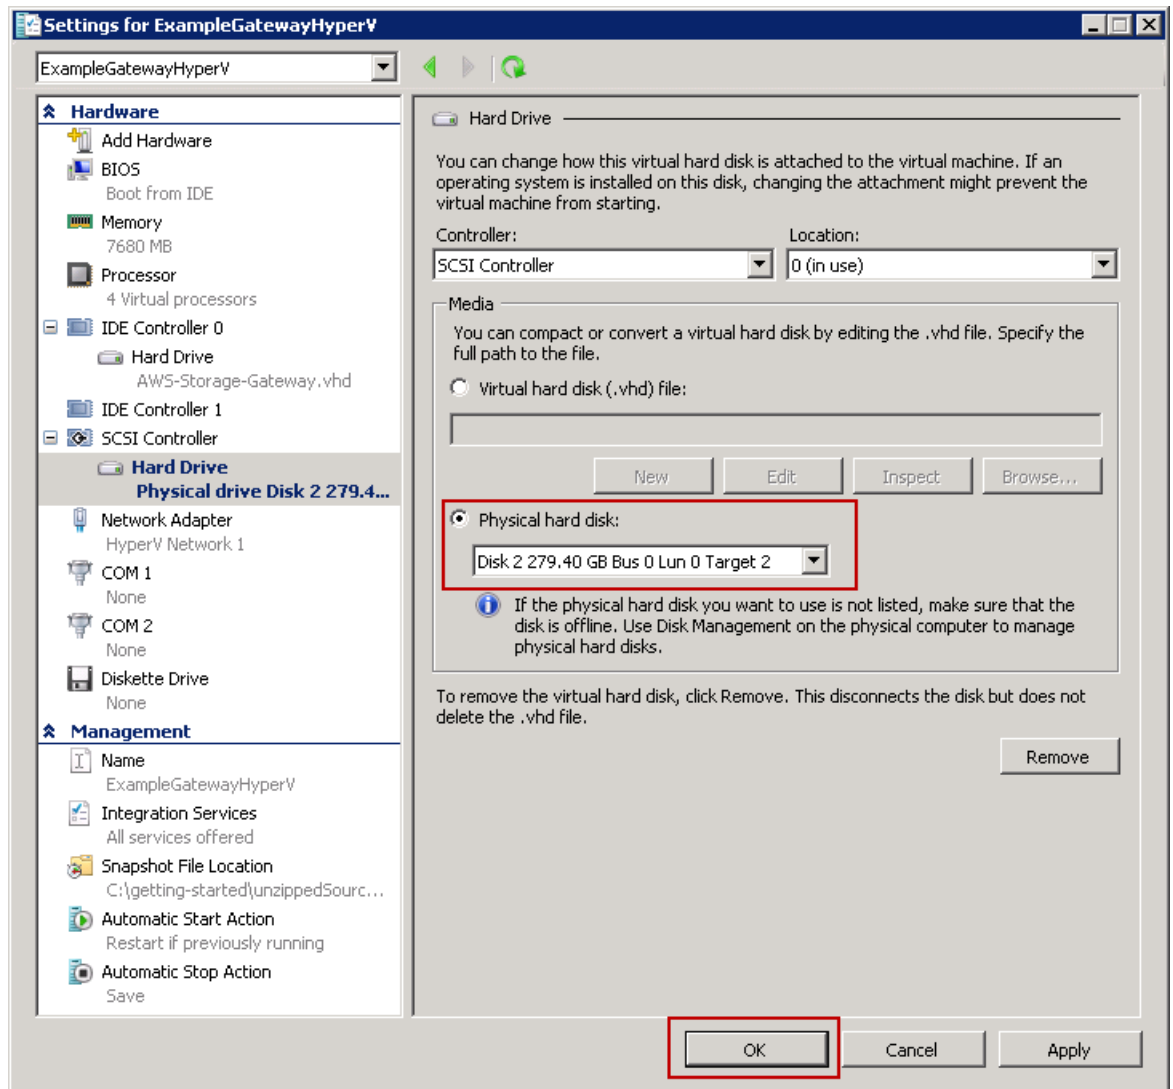 Settings for ExampleGatewayHyperV
ExampleGatewayHyperV
Hardware
Add Hardware
BIOS
Boot from IDE
Memory
7680 MB
Processor
4 Virtual processors
IDE Controller 0
Hard Drive
AWS-Storage-Gateway.vhd
IDE Controller 1
SCSI Controller
Hard Drive
Physical drive Disk 2 279.4...
Network Adapter
HyperV Network 1
COM 1
None
COM 2
None
Diskette Drive
None
Management
Name
ExampleGatewayHyperV
Integration Services
All services offered
Snapshot File Location
C:\getting-started\unzippedSourc...
Automatic Start Action
Restart if previously running
Automatic Stop Action
Save
Hard Drive
You can change how this virtual hard disk is attached to the virtual machine. If an
operating system is installed on this disk, changing the attachment might prevent the
virtual machine from starting.
Controller: Location:
SCSI Controller 0 (in use)
Media
You can compact or convert a virtual hard disk by editing the .vhd file. Specify the
full path to the file.
Virtual hard disk (.vhd) file:
New Edit Inspect Browse...
Physical hard disk:
Disk 2 279.40 GB Bus 0 Lun 0 Target 2
If the physical hard disk you want to use is not listed, make sure that the
disk is offline. Use Disk Management on the physical computer to manage
physical hard disks.
To remove the virtual hard disk, click Remove. This disconnects the disk but does not
delete the .vhd file.
Remove
OK Cancel Apply